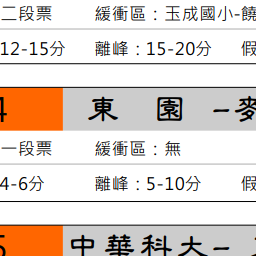 二段票 緩衝區：玉成國小-饒
12-15分 離峰：15-20分 假
4 東園 -麥
一段票 緩衝區：無
4-6分 離峰：5-10分 假
5 中華科大-